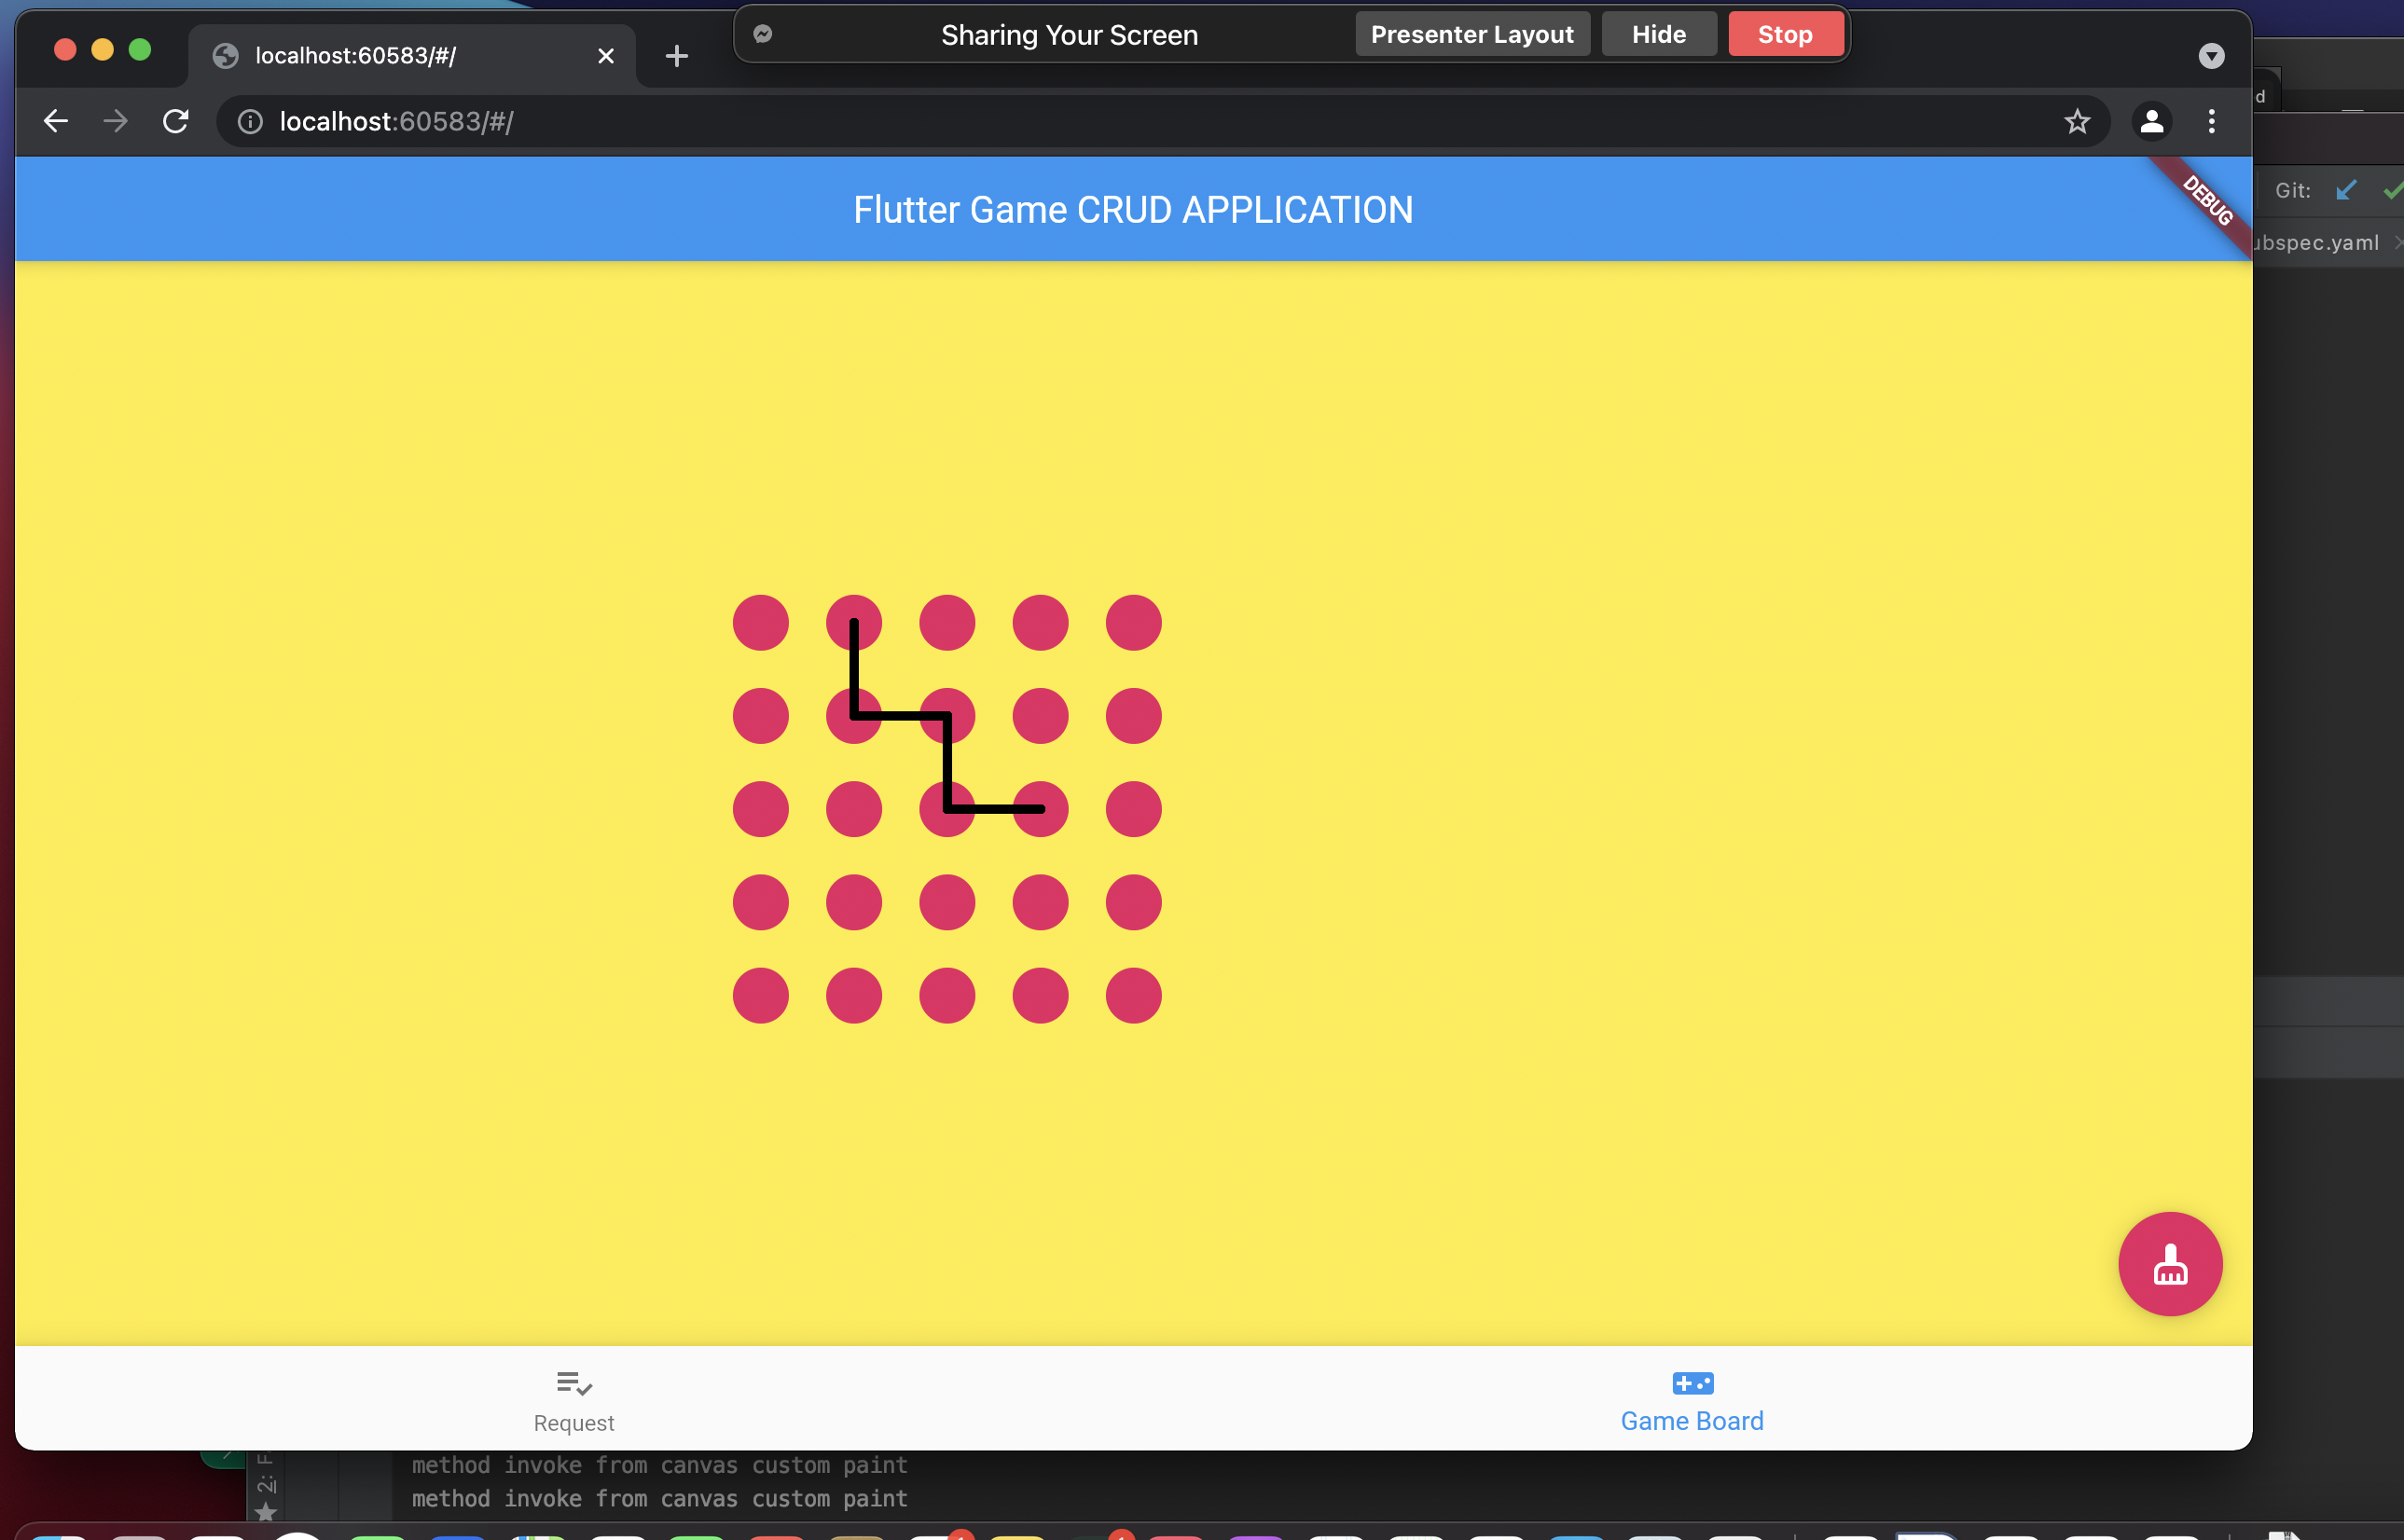 Sharing Your Screen
Presenter Layout
Hide
Stop
localhost:60583/#/
localhost:60583/#/
d
Flutter Game CRUD APPLICATION
DEBUG
Git:
ubspec.yaml
Request
Game Board
2: F
method invoke from canvas custom paint
method invoke from canvas custom paint